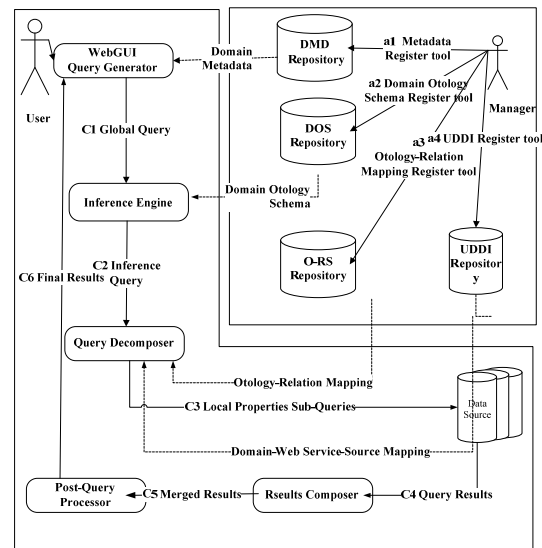 WebGUI
Query Generator
User
Domain
Metadata
DMD
Repository
a1 Metadata
Register tool
Manager
a2 Domain Otology
Schema Register tool
DOS
Repository
a4 UDDI Register tool
a3
Otology-Relation
Mapping Register tool
C1 Global Query
Inference Engine
Domain Otology
Schema
O-RS
Repository
UDDI
Repositor
y
C6 Final Results
C2 Inference
Query
Query Decomposer
Otology-Relation Mapping
C3 Local Properties Sub-Queries
Data
Source
Domain-Web Service-Source Mapping
Post-Query
Processor
C5 Merged Results
Rseults Composer
C4 Query Results